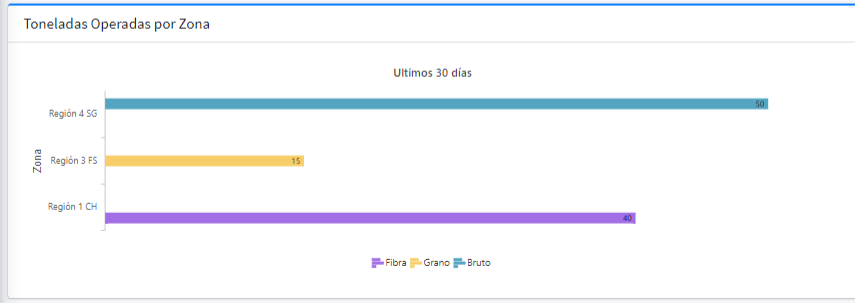 Toneladas Operadas por Zona
Ultimos 30 días
Región 4 SG
50
Zona
Región 3 FS
15
Región 1 CH
40
Fibra Grano Bruto